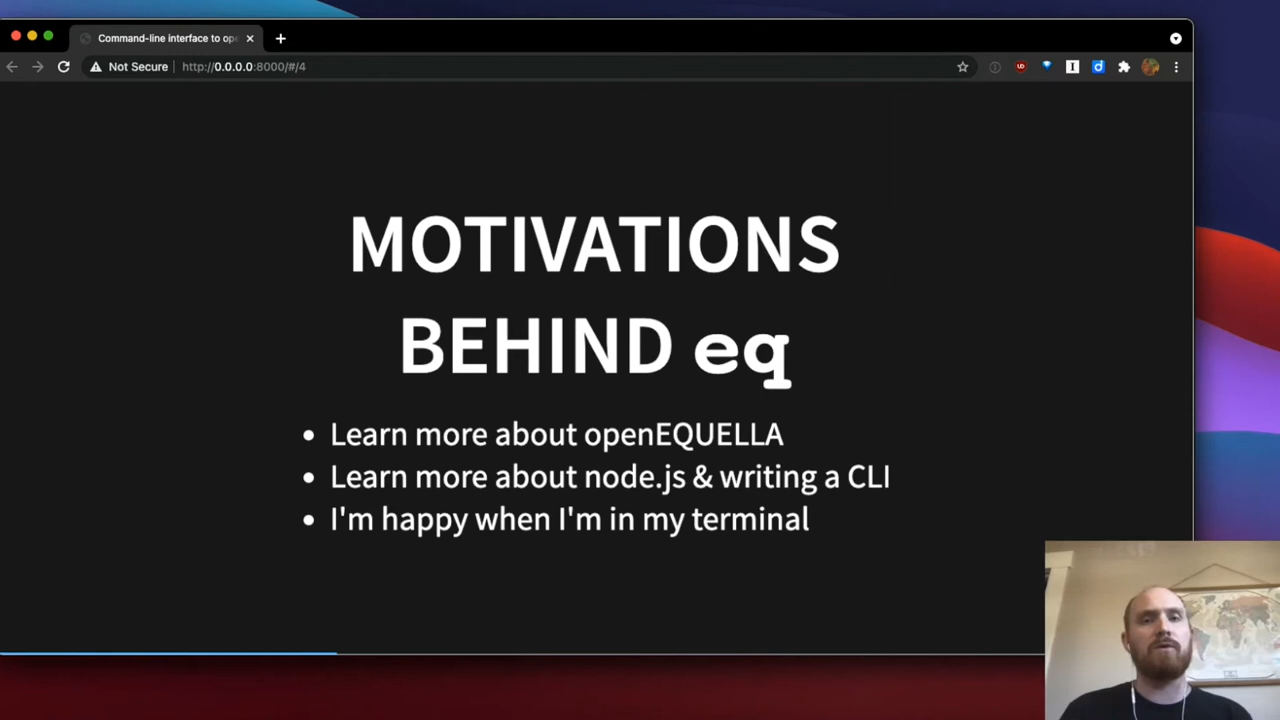 Command-line interface to op
Not Secure
http://0.0.0.0:8000/#/4
MOTIVATIONS
BEHIND eq
Learn more about openEQUELLA
Learn more about node.js & writing a CLI
I'm happy when I'm in my terminal